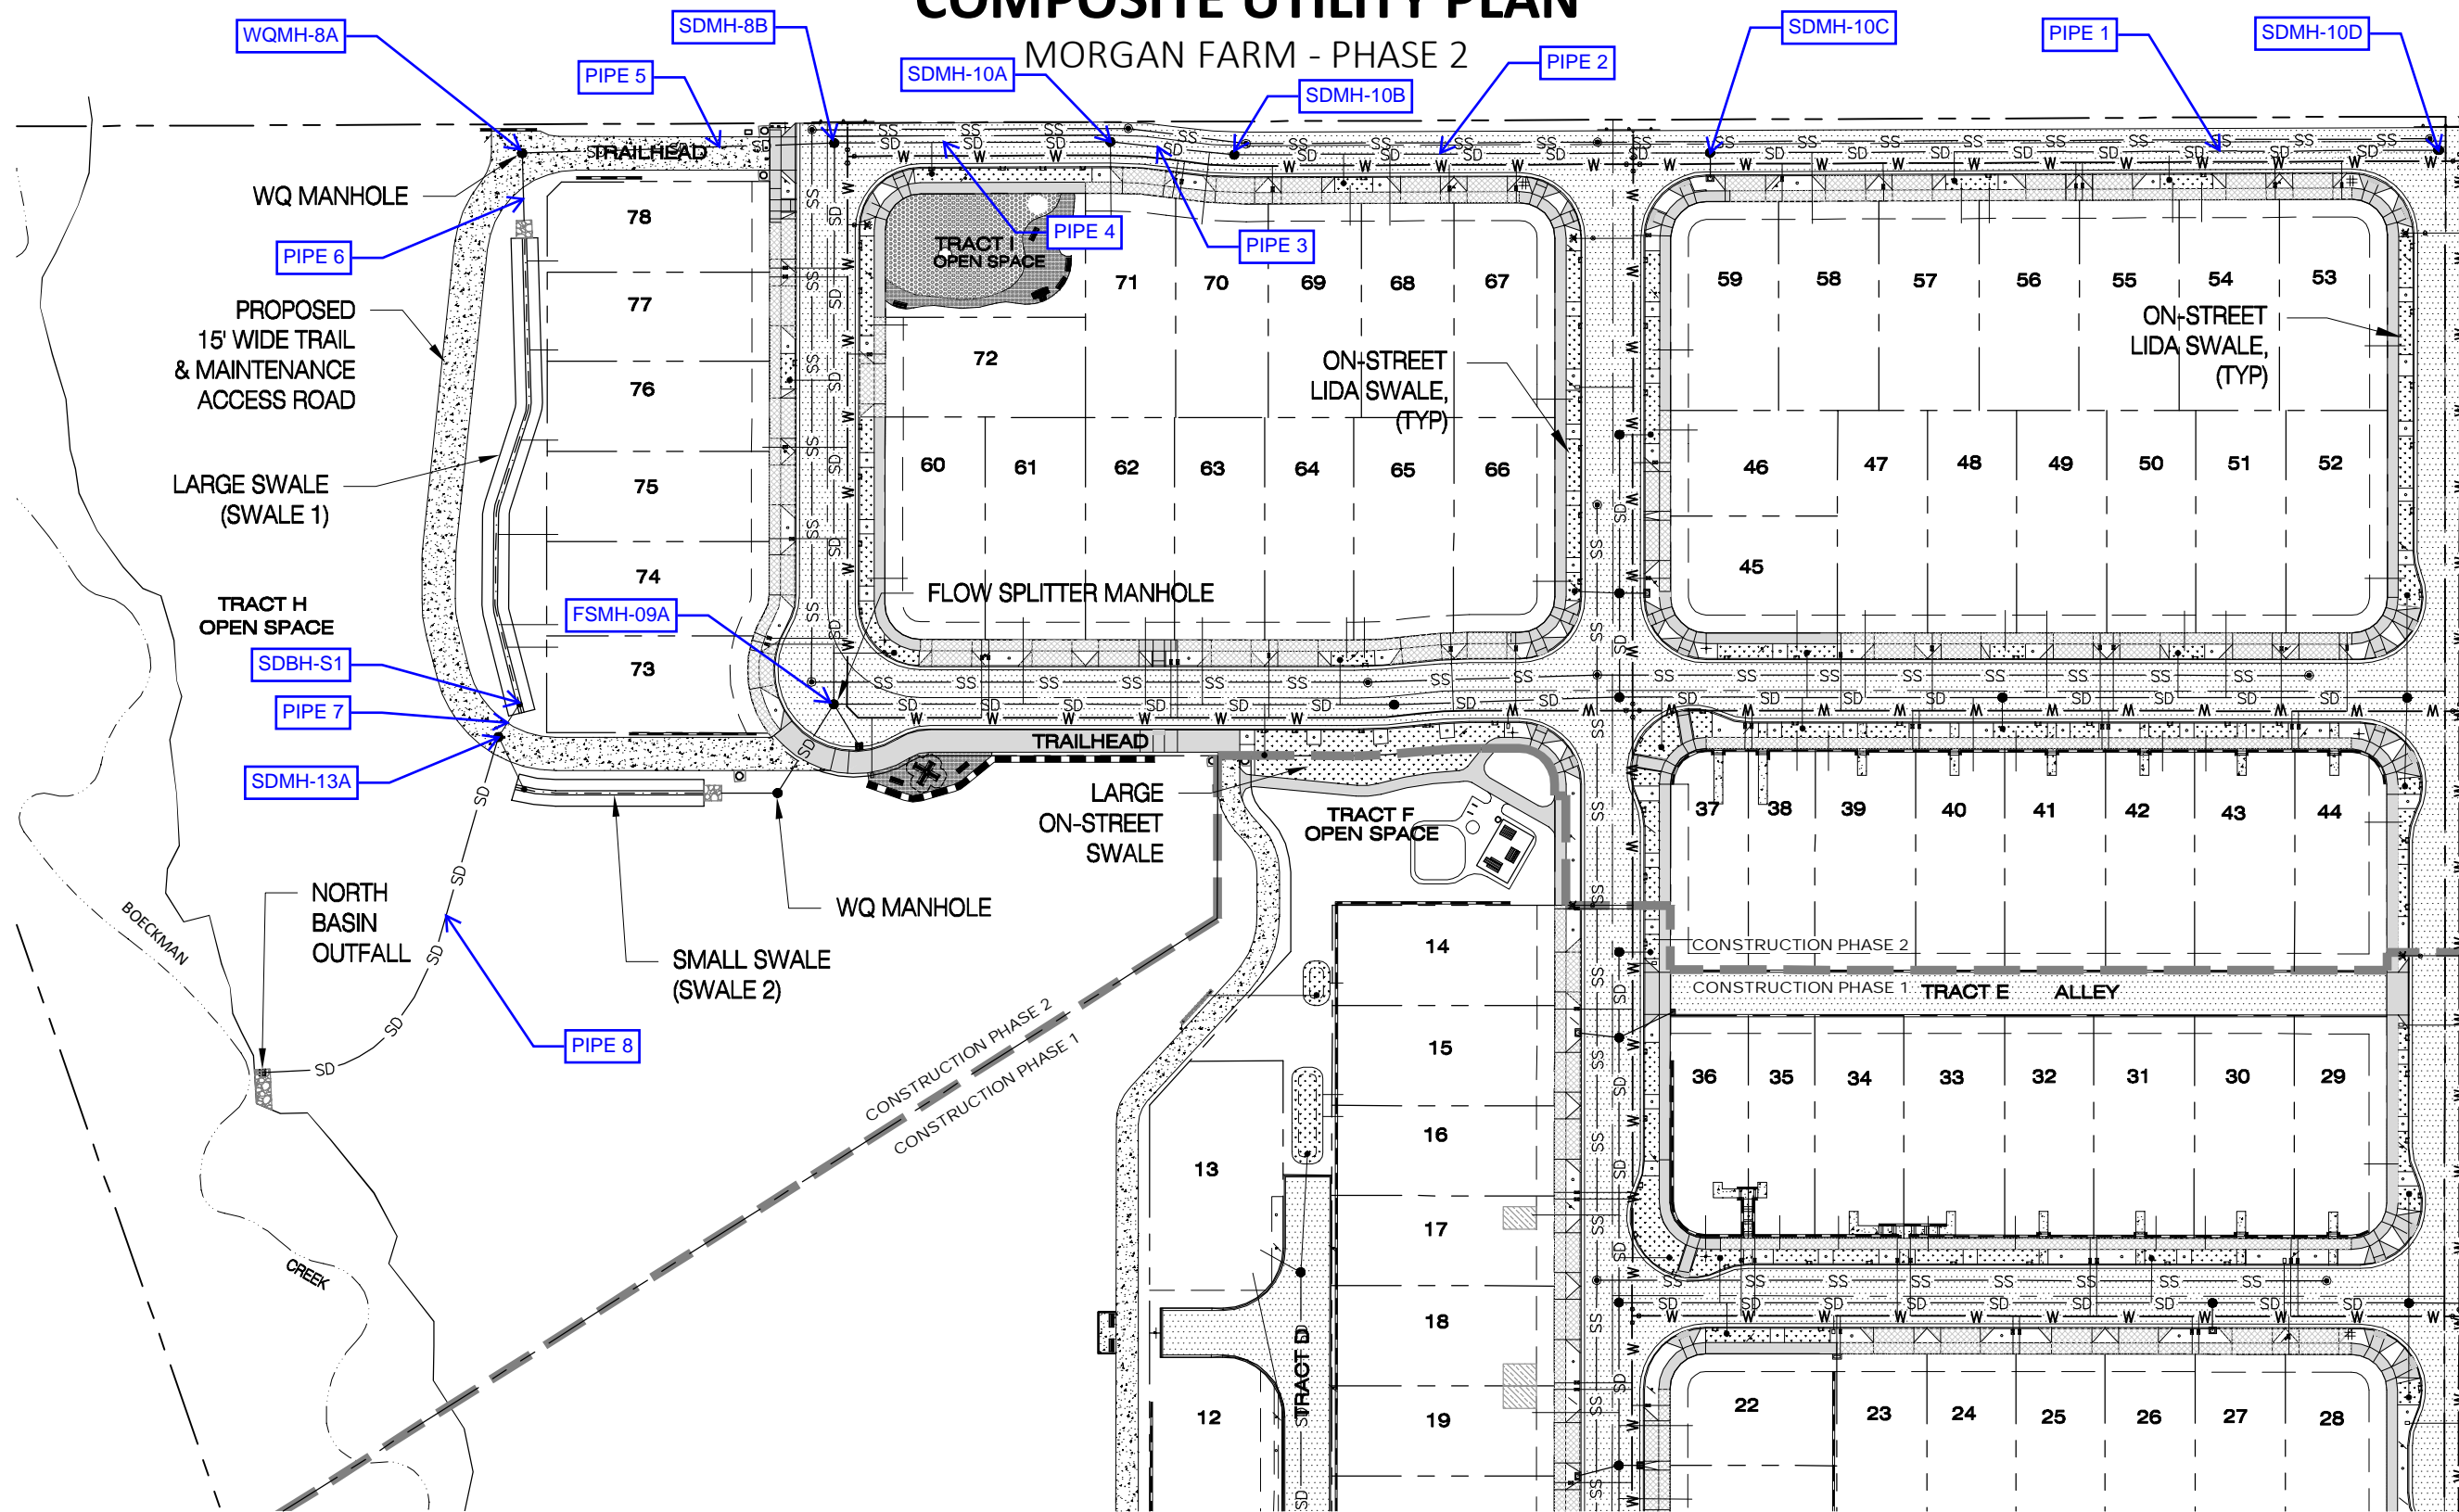 COMPOSITE UTILITY PLAN
MORGAN FARM - PHASE 2
WQMH-8A
SDMH-8B
PIPE 5
SDMH-10A
SDMH-10B
PIPE 2
SDMH-10C
PIPE 1
SDMH-10D
TRAILHEAD
WQ MANHOLE
PIPE 6
PIPE 4
PIPE 3
TRACT I
OPEN SPACE
PROPOSED
15' WIDE TRAIL
& MAINTENANCE
ACCESS ROAD
LARGE SWALE
(SWALE 1)
TRACT H
OPEN SPACE
78
77
76
75
74
73
71
70
69
68
67
72
60
61
62
63
64
65
66
ON-STREET
LIDA SWALE,
(TYP)
59
58
57
56
55
54
53
ON-STREET
LIDA SWALE,
(TYP)
46
47
48
49
50
51
52
45
FLOW SPLITTER MANHOLE
FSMH-09A
SDBH-S1
PIPE 7
SDMH-13A
TRAILHEAD
LARGE
ON-STREET
SWALE
TRACT F
OPEN SPACE
37
38
39
40
41
42
43
44
NORTH
BASIN
OUTFALL
WQ MANHOLE
SMALL SWALE
(SWALE 2)
PIPE 8
BOECKMAN
CREEK
CONSTRUCTION PHASE 2
CONSTRUCTION PHASE 1
CONSTRUCTION PHASE 2
CONSTRUCTION PHASE 1
TRACT E ALLEY
14
15
16
17
18
19
13
12
TRACT D
36
35
34
33
32
31
30
29
22
23
24
25
26
27
28
SS
SD
W